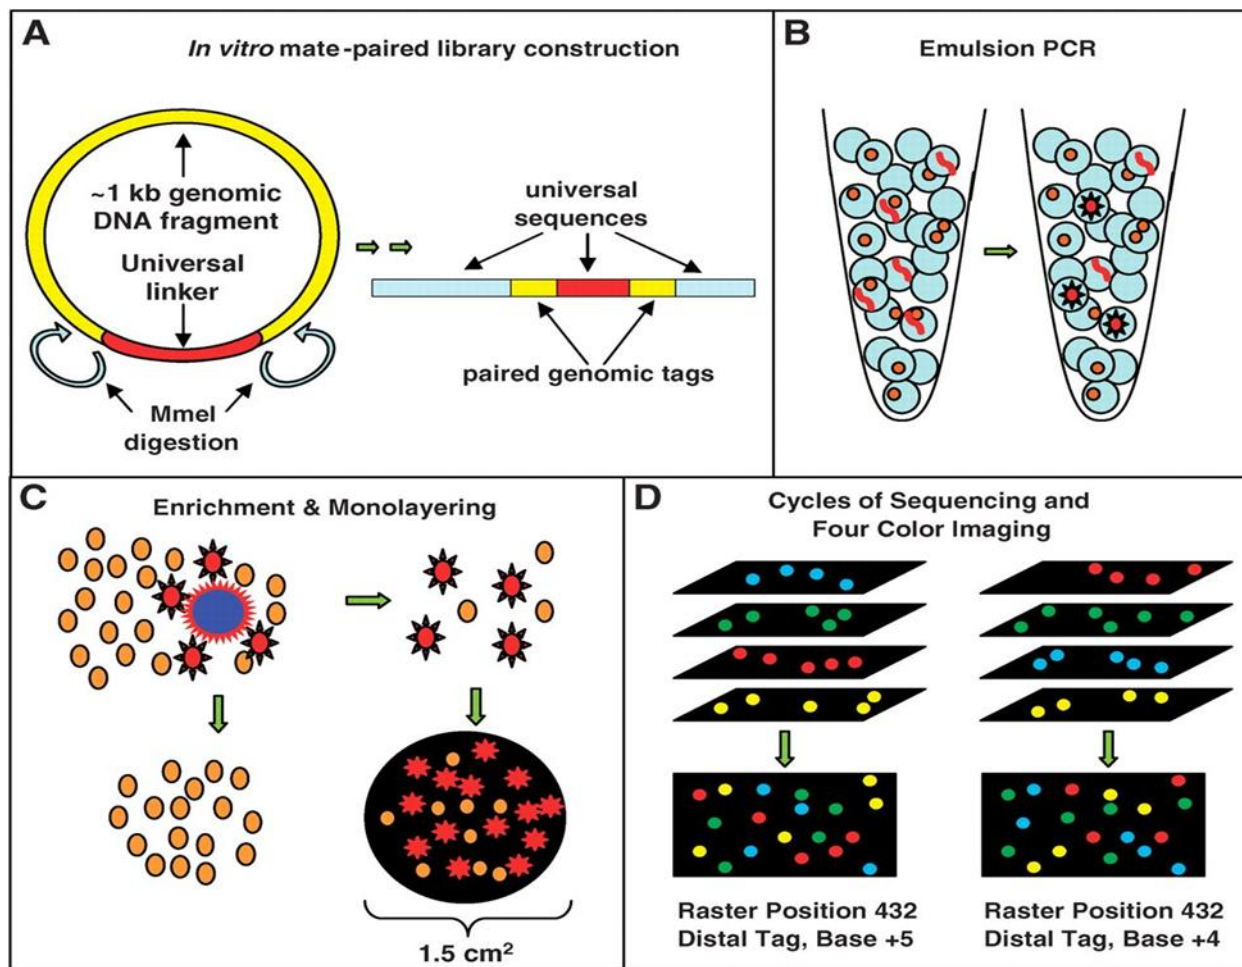 A
In vitro mate-paired library construction
~1 kb genomic
DNA fragment
Universal
linker
MmeI
digestion
universal
sequences
paired genomic tags
B
Emulsion PCR
C
Enrichment & Monolayering
1.5 cm²
D
Cycles of Sequencing and
Four Color Imaging
Raster Position 432
Distal Tag, Base +5
Raster Position 432
Distal Tag, Base +4